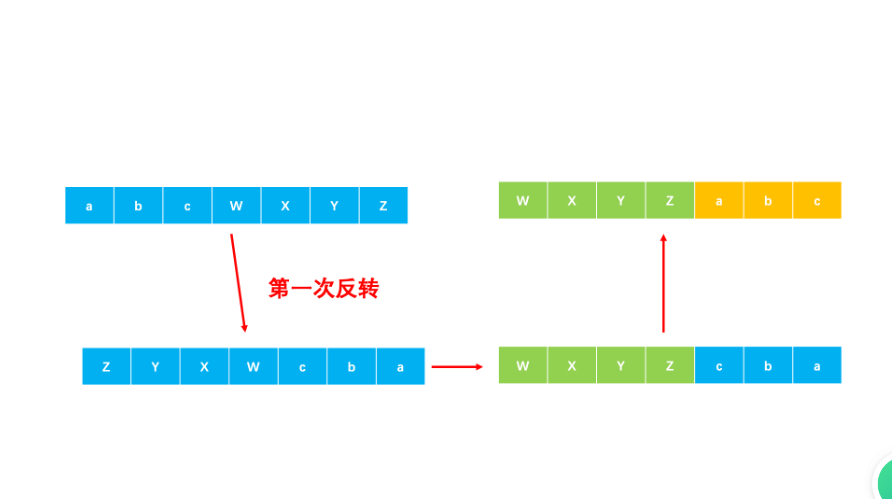 a b c W X Y Z
W X Y Z a b c
第一次反转
Z Y X W c b a
W X Y Z c b a